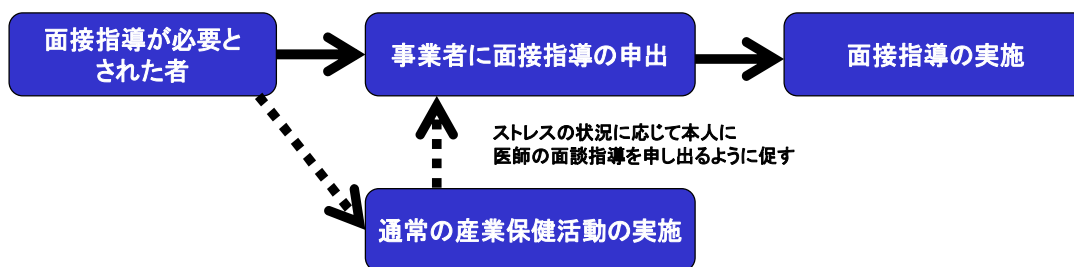 面接指導が必要と
された者
事業者に面接指導の申出
面接指導の実施
ストレスの状況に応じて本人に
医師の面談指導を申し出るように促す
通常の産業保健活動の実施